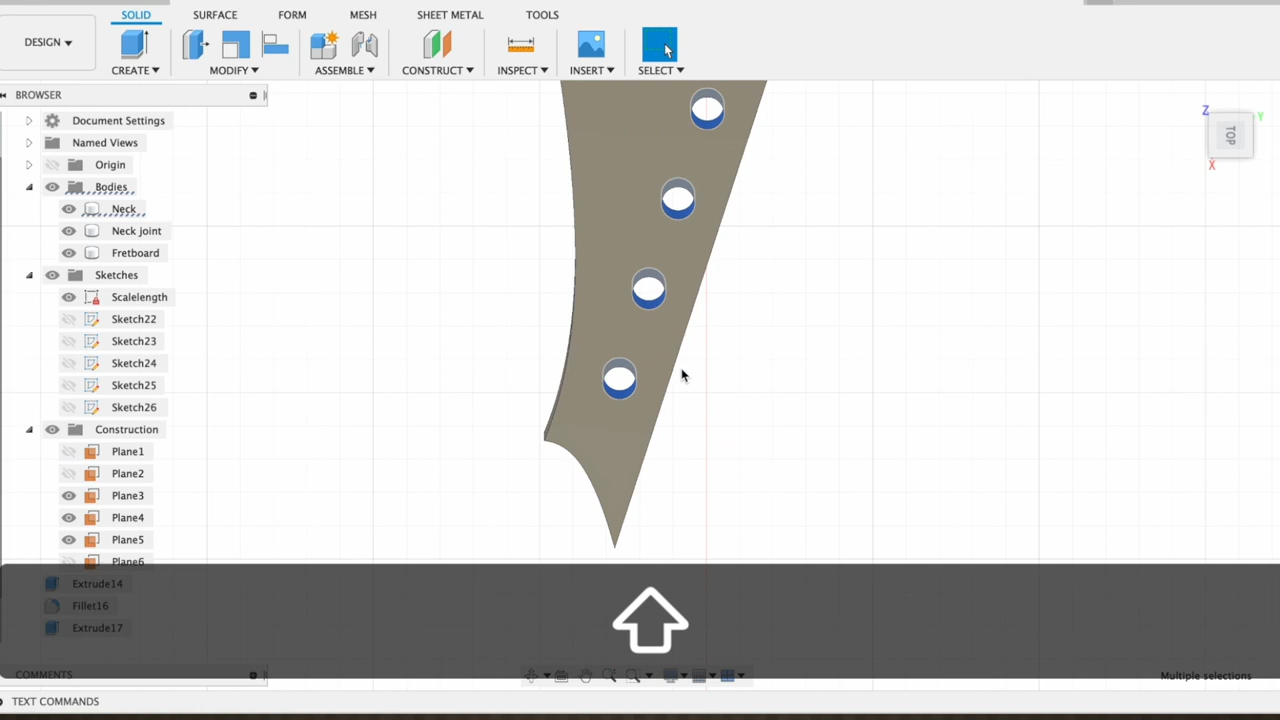 SOLID SURFACE FORM MESH SHEET METAL TOOLS
DESIGN
CREATE MODIFY ASSEMBLE CONSTRUCT INSPECT INSERT SELECT
BROWSER
Document Settings
Named Views
Origin
Bodies
Neck
Neck joint
Fretboard
Sketches
Scalelength
Sketch22
Sketch23
Sketch24
Sketch25
Sketch26
Construction
Plane1
Plane2
Plane3
Plane4
Plane5
Plane6
Extrude14
Fillet16
Extrude17
Z
Y
TOP
X
COMMENTS
Multiple selections
TEXT COMMANDS